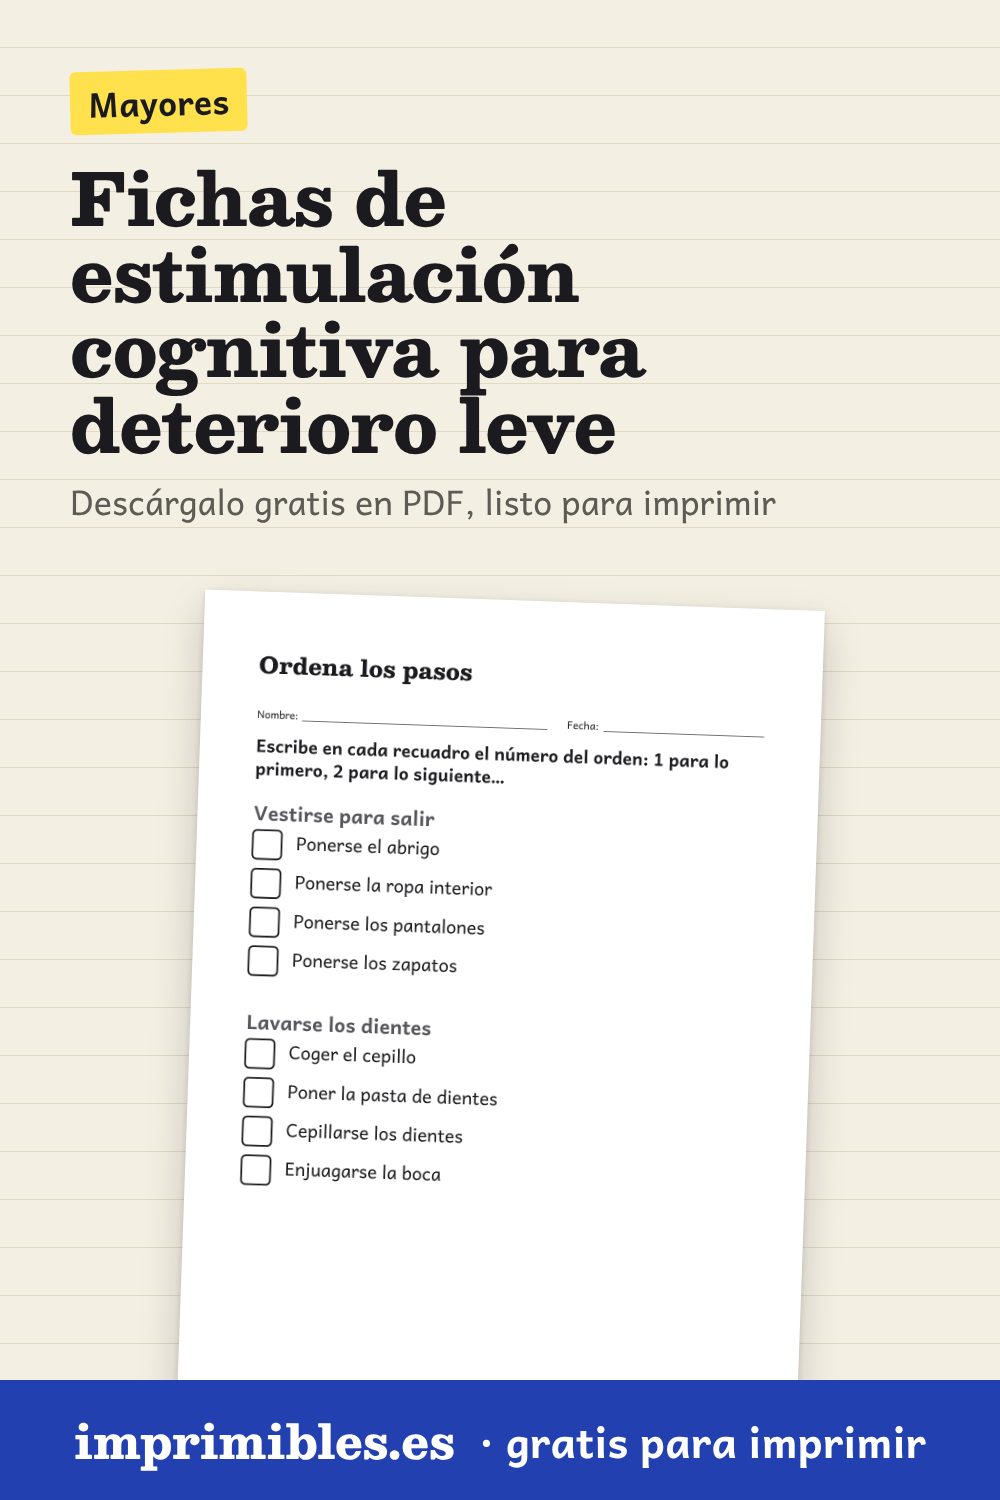 Mayores
Fichas de
estimulación
cognitiva para
deterioro leve
Descárgalo gratis en PDF, listo para imprimir
Ordena los pasos
Nombre: Fecha:
Escribe en cada recuadro el número del orden: 1 para lo
primero, 2 para lo siguiente...
Vestirse para salir
Ponerse el abrigo
Ponerse la ropa interior
Ponerse los pantalones
Ponerse los zapatos
Lavarse los dientes
Coger el cepillo
Poner la pasta de dientes
Cepillarse los dientes
Enjuagarse la boca
imprimibles.es · gratis para imprimir